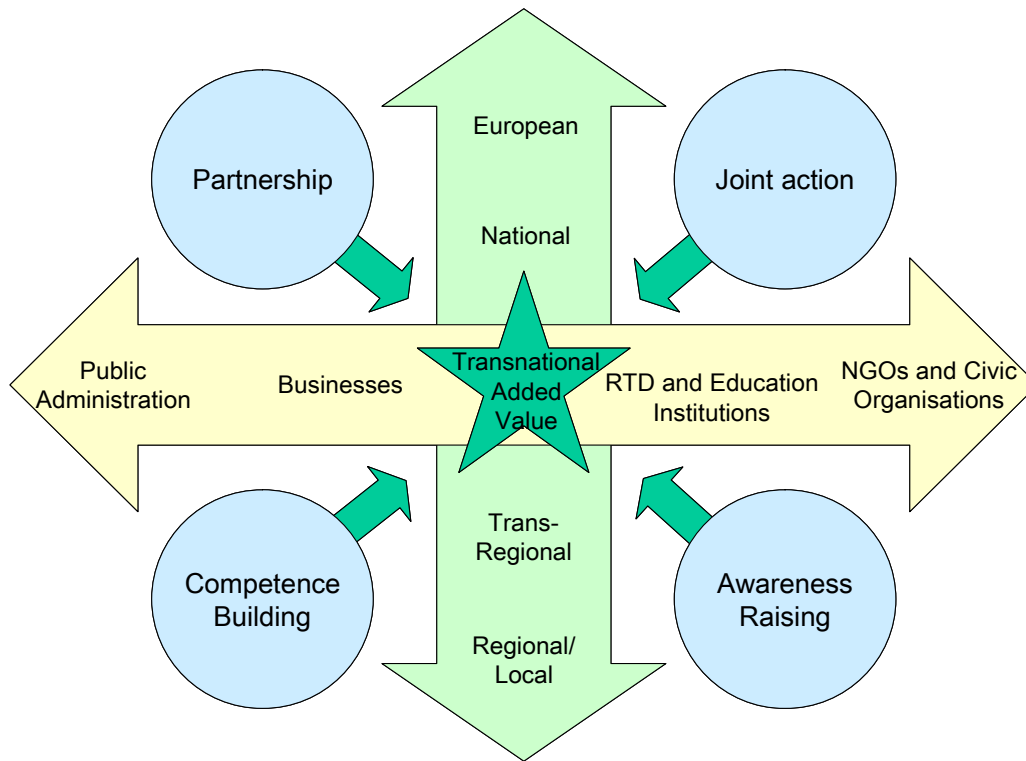 European
Partnership
Joint action
National
Public
Administration
Businesses
Transnational
Added
Value
RTD and Education
Institutions
NGOs and Civic
Organisations
Trans-
Regional
Competence
Building
Awareness
Raising
Regional/
Local